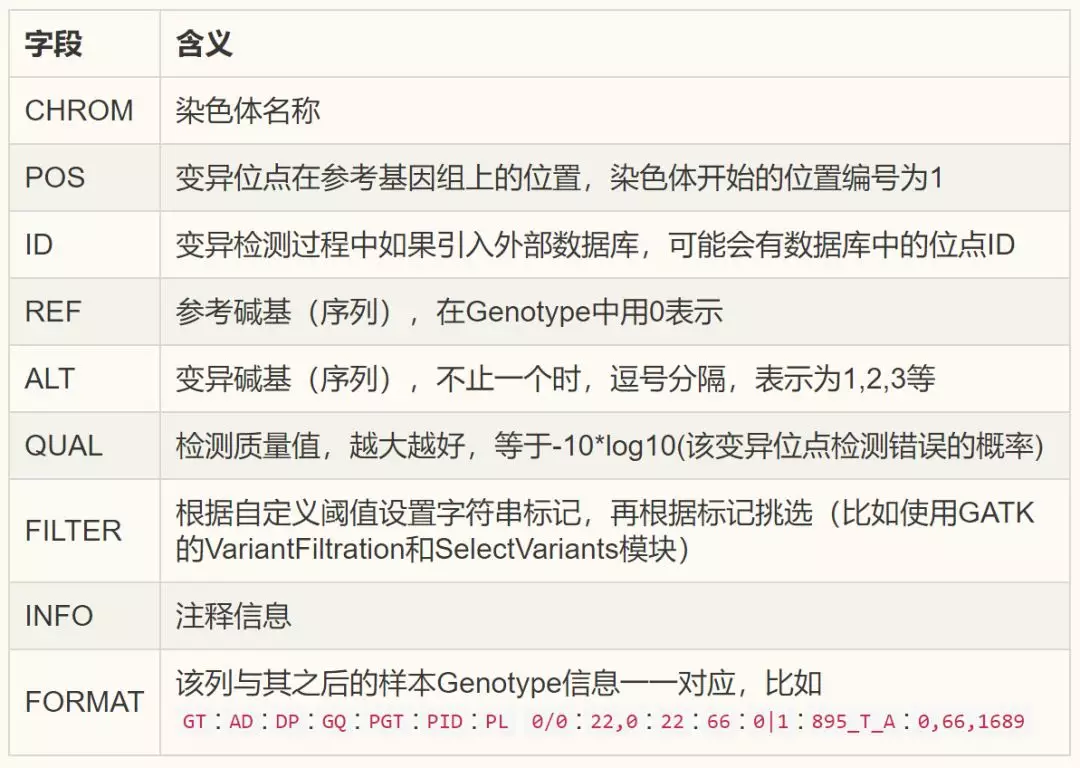 字段 含义
CHROM 染色体名称
POS 变异位点在参考基因组上的位置，染色体开始的位置编号为1
ID 变异检测过程中如果引入外部数据库，可能会有数据库中的位点ID
REF 参考碱基（序列），在Genotype中用0表示
ALT 变异碱基（序列），不止一个时，逗号分隔，表示为1,2,3等
QUAL 检测质量值，越大越好，等于-10*log10(该变异位点检测错误的概率)
FILTER 根据自定义阈值设置字符串标记，再根据标记挑选（比如使用GATK
的VariantFiltration和SelectVariants模块）
INFO 注释信息
FORMAT 该列与其之后的样本Genotype信息一一对应，比如
GT：AD：DP：GQ：PGT：PID：PL 0/0：22,0：22：66：0|1：895_T_A：0,66,1689